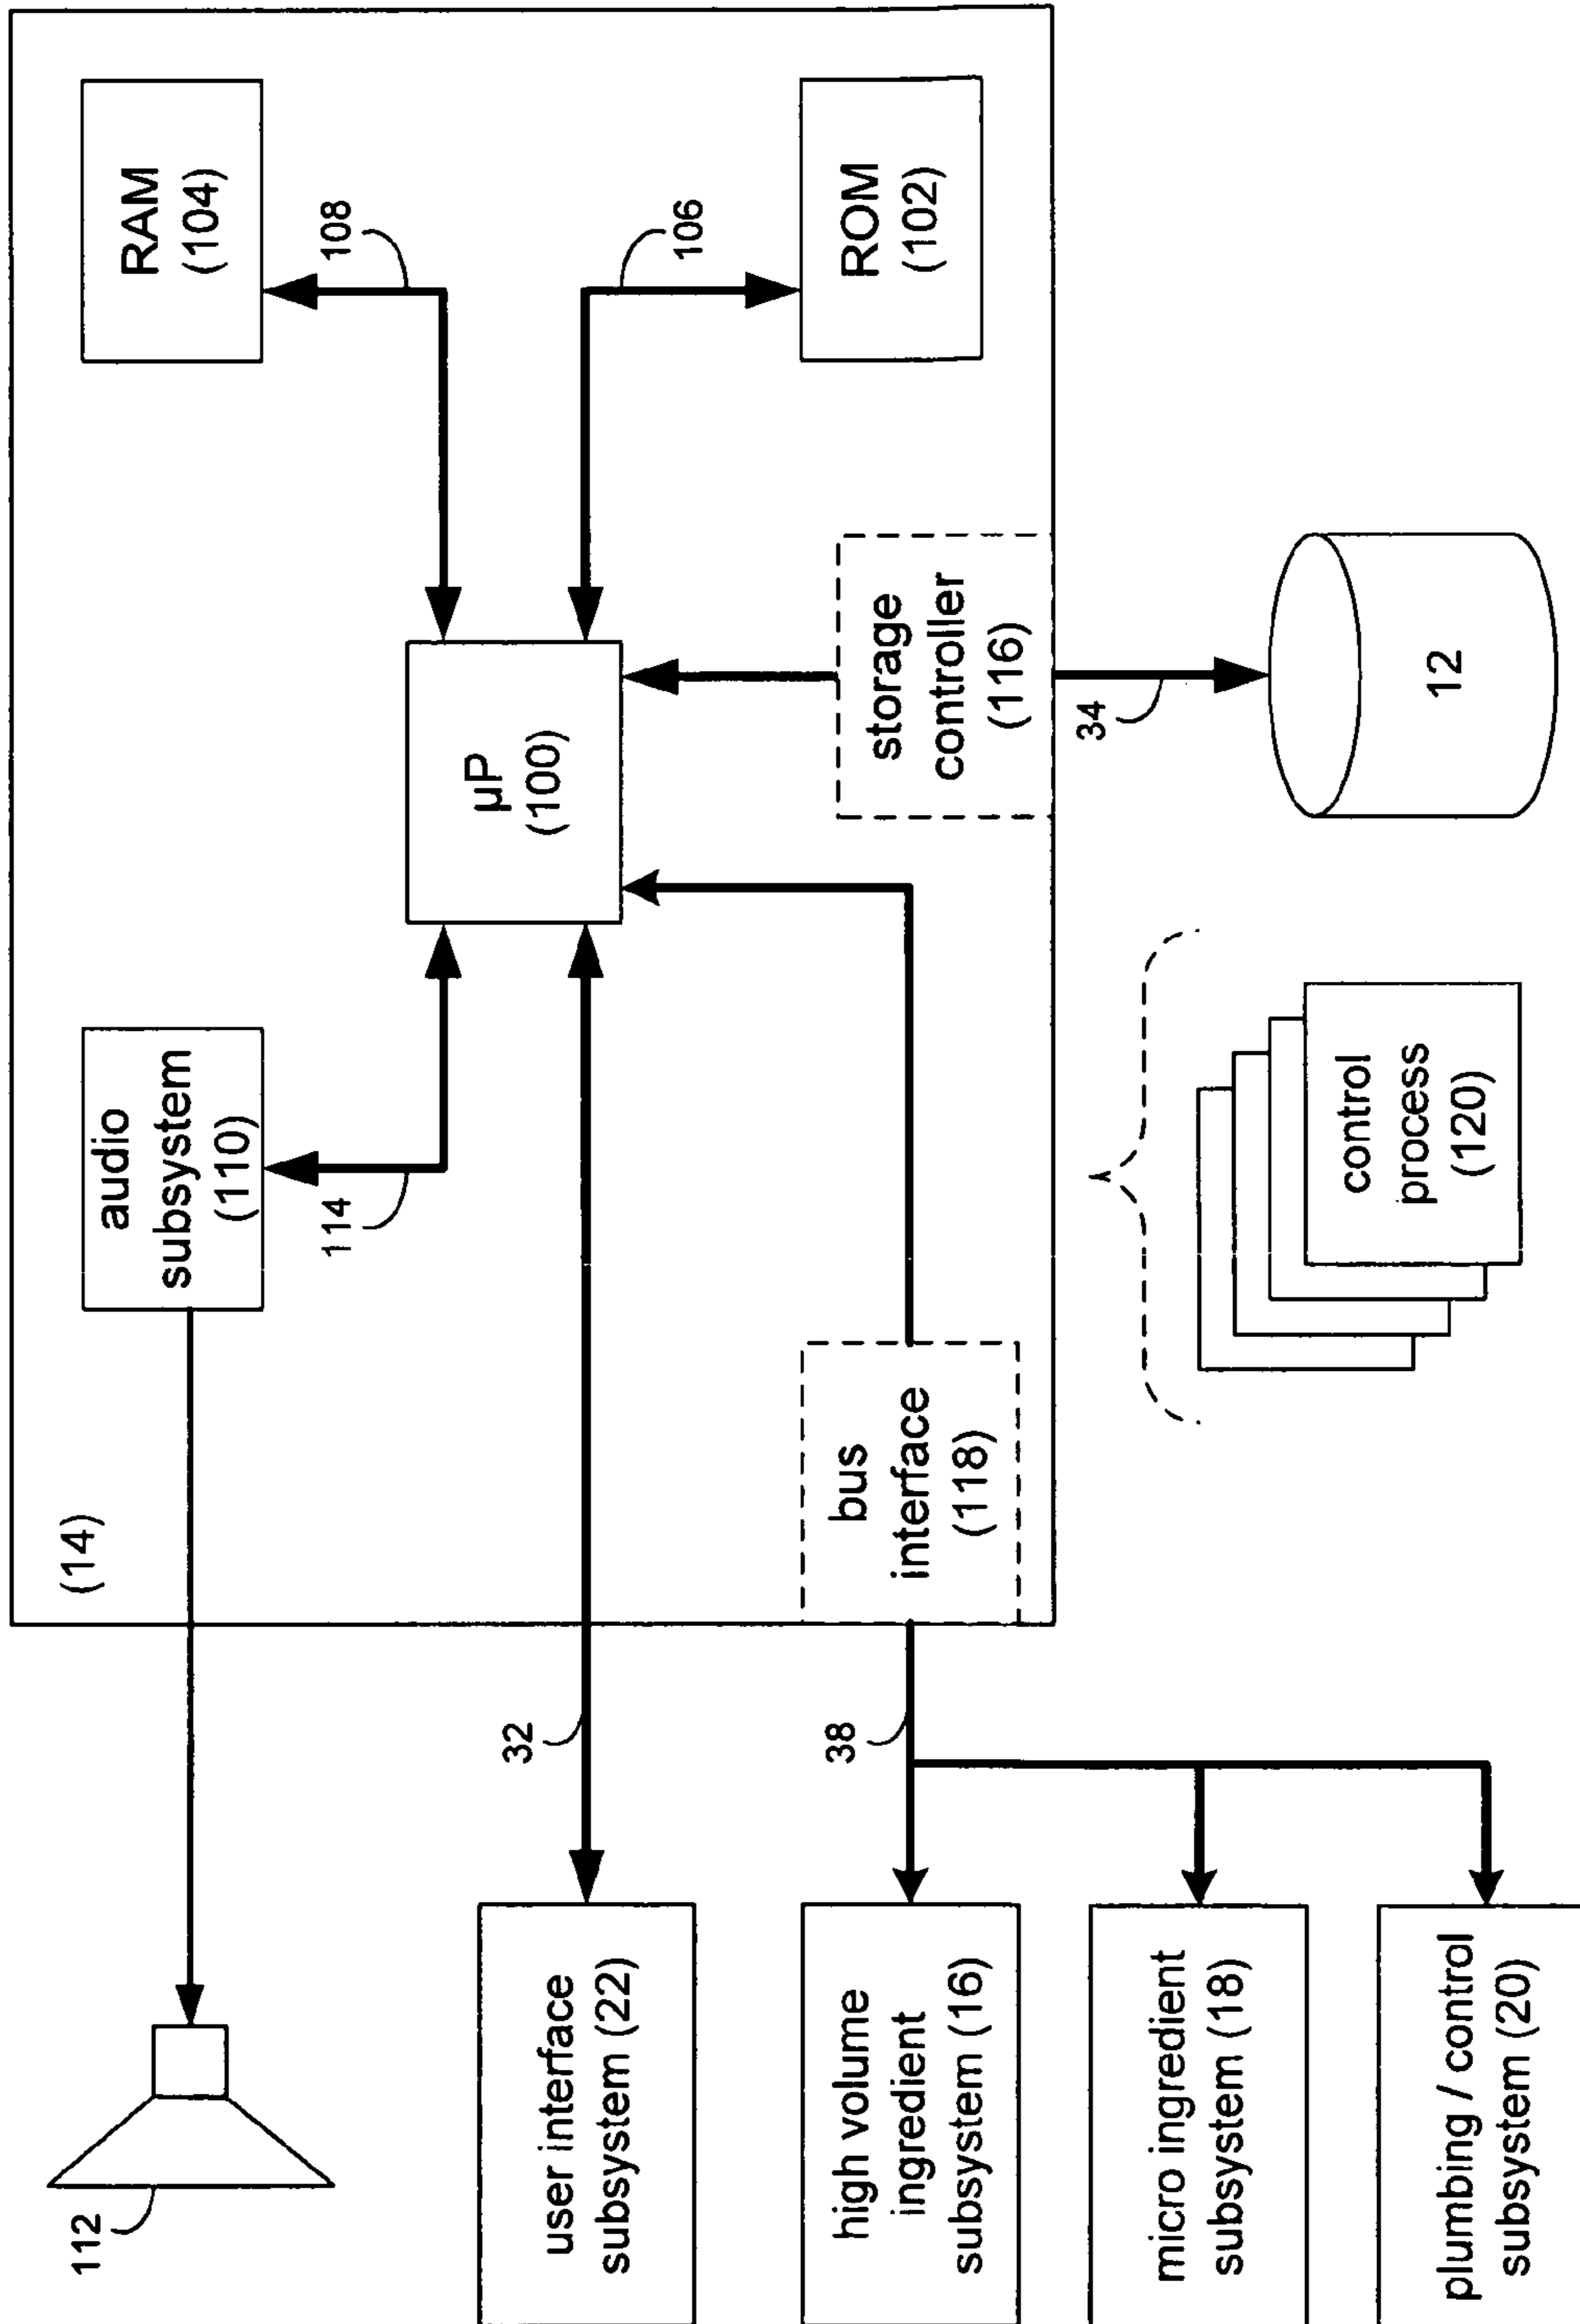 112
(14)
audio
subsystem
(110)
114
RAM
(104)
108
µP
(100)
106
ROM
(102)
user interface
subsystem (22)
32
high volume
ingredient
subsystem (16)
38
bus
interface
(118)
storage
controller
(116)
34
12
micro ingredient
subsystem (18)
plumbing / control
subsystem (20)
control
process
(120)